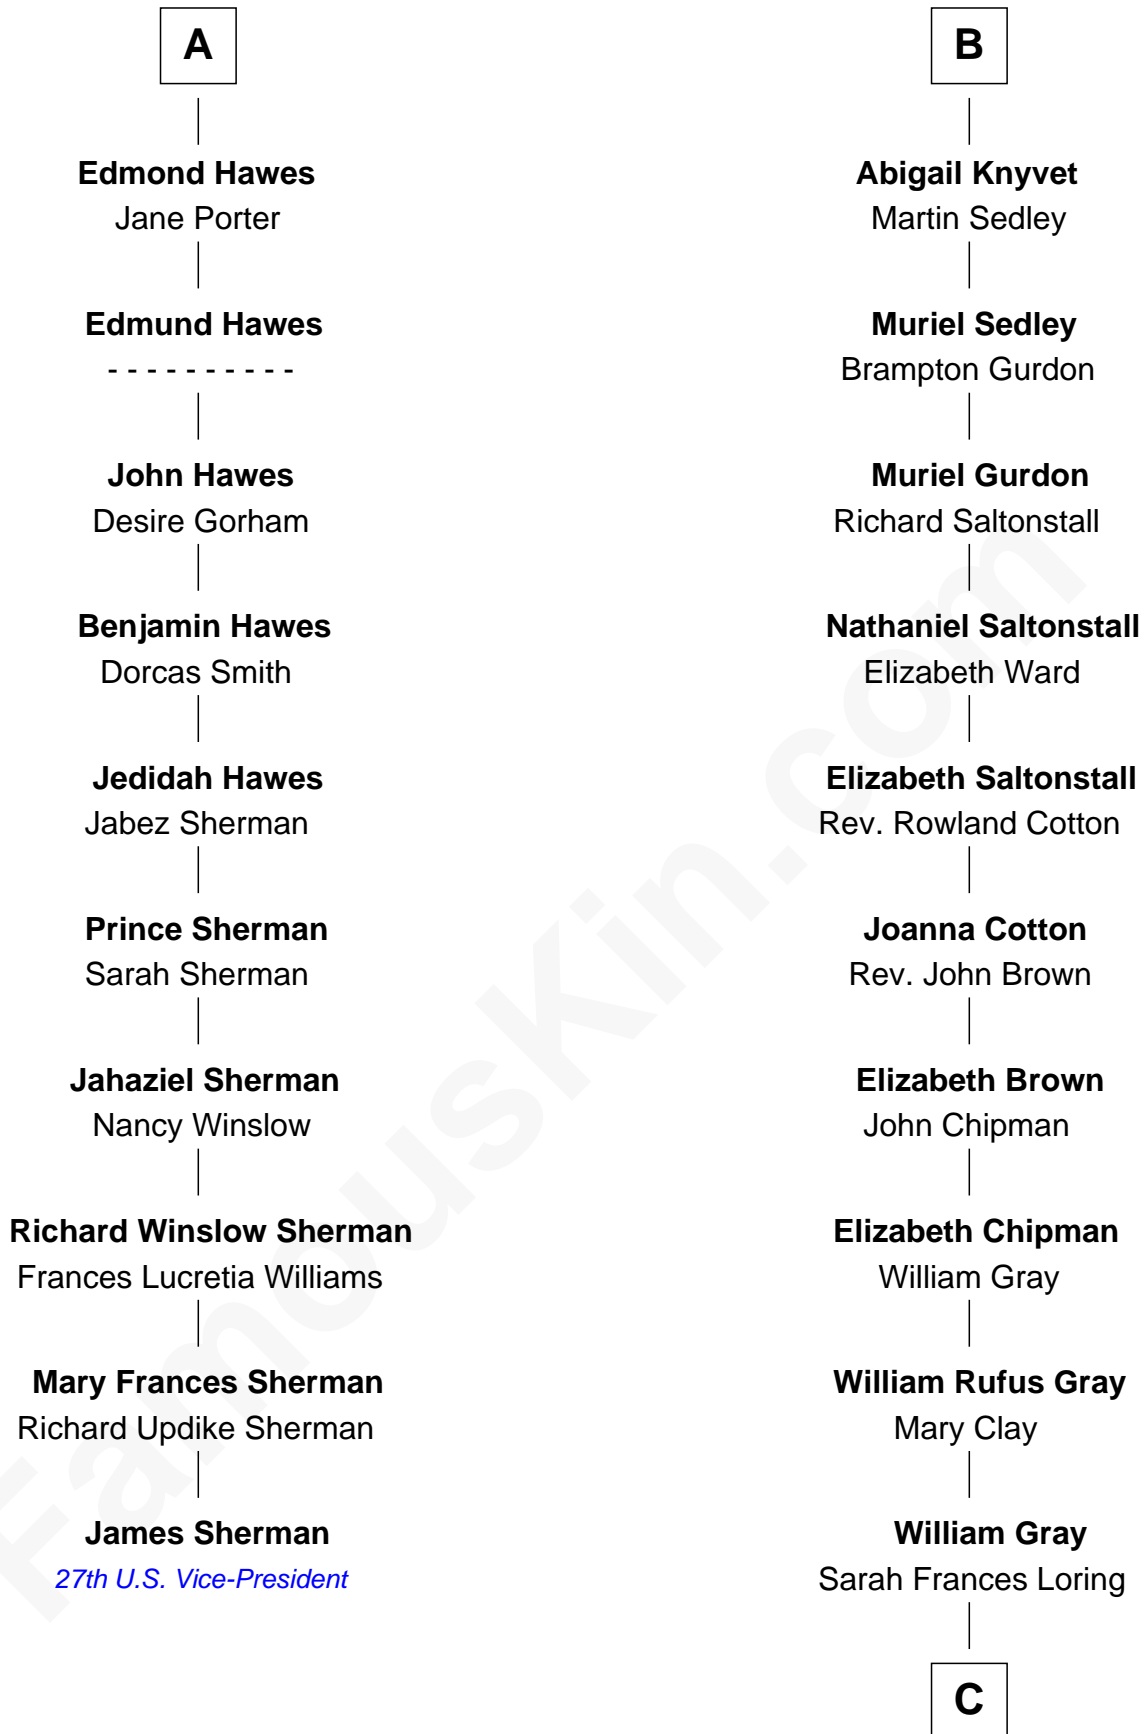 A
Edmond Hawes
Jane Porter
Edmund Hawes
- - - - - - - - - -
John Hawes
Desire Gorham
Benjamin Hawes
Dorcas Smith
Jedidah Hawes
Jabez Sherman
Prince Sherman
Sarah Sherman
Jahaziel Sherman
Nancy Winslow
Richard Winslow Sherman
Frances Lucretia Williams
Mary Frances Sherman
Richard Updike Sherman
James Sherman
27th U.S. Vice-President
B
Abigail Knyvet
Martin Sedley
Muriel Sedley
Brampton Gurdon
Muriel Gurdon
Richard Saltonstall
Nathaniel Saltonstall
Elizabeth Ward
Elizabeth Saltonstall
Rev. Rowland Cotton
Joanna Cotton
Rev. John Brown
Elizabeth Brown
John Chipman
Elizabeth Chipman
William Gray
William Rufus Gray
Mary Clay
William Gray
Sarah Frances Loring
C
FamousKin.com